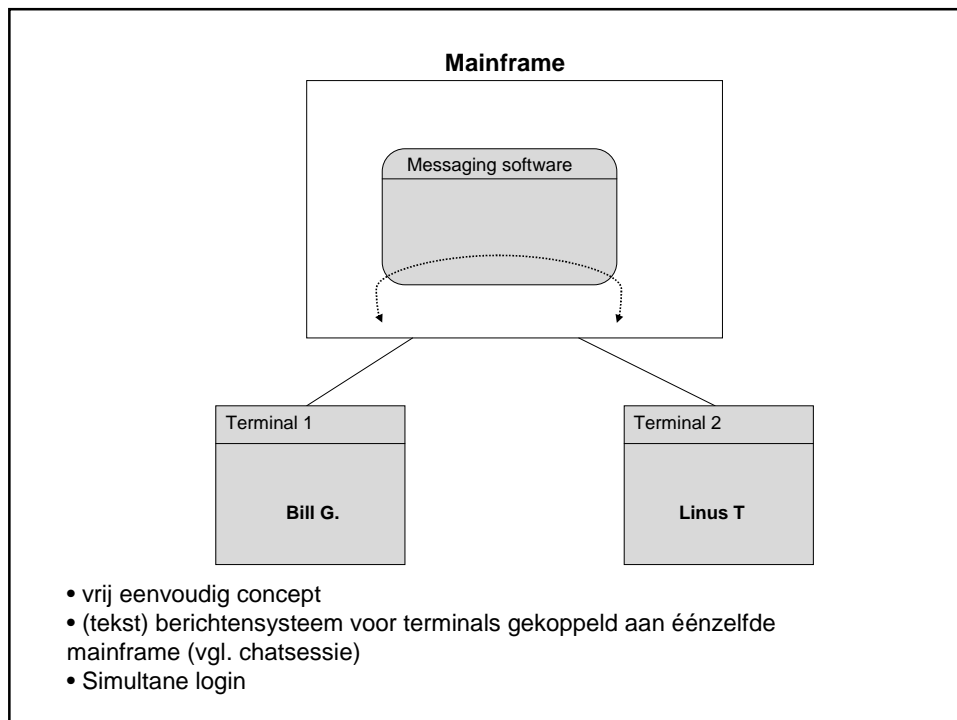 Mainframe
Messaging software
Terminal 1
Terminal 2
Bill G.
Linus T
• vrij eenvoudig concept
• (tekst) berichtensysteem voor terminals gekoppeld aan éénzelfde
mainframe (vgl. chatsessie)
• Simultane login